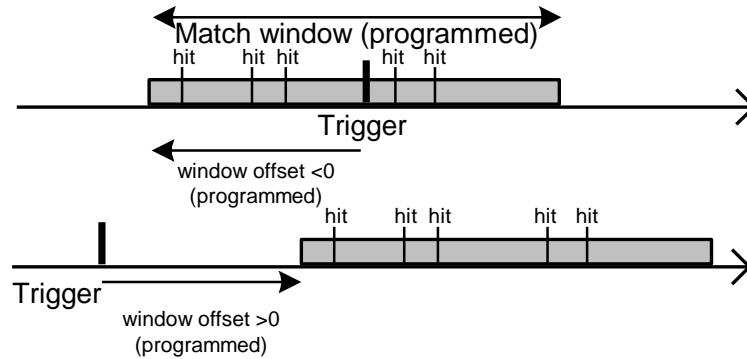 Match window (programmed)
hit hit hit hit hit
Trigger
window offset <0
(programmed)
hit hit hit hit hit
Trigger
window offset >0
(programmed)